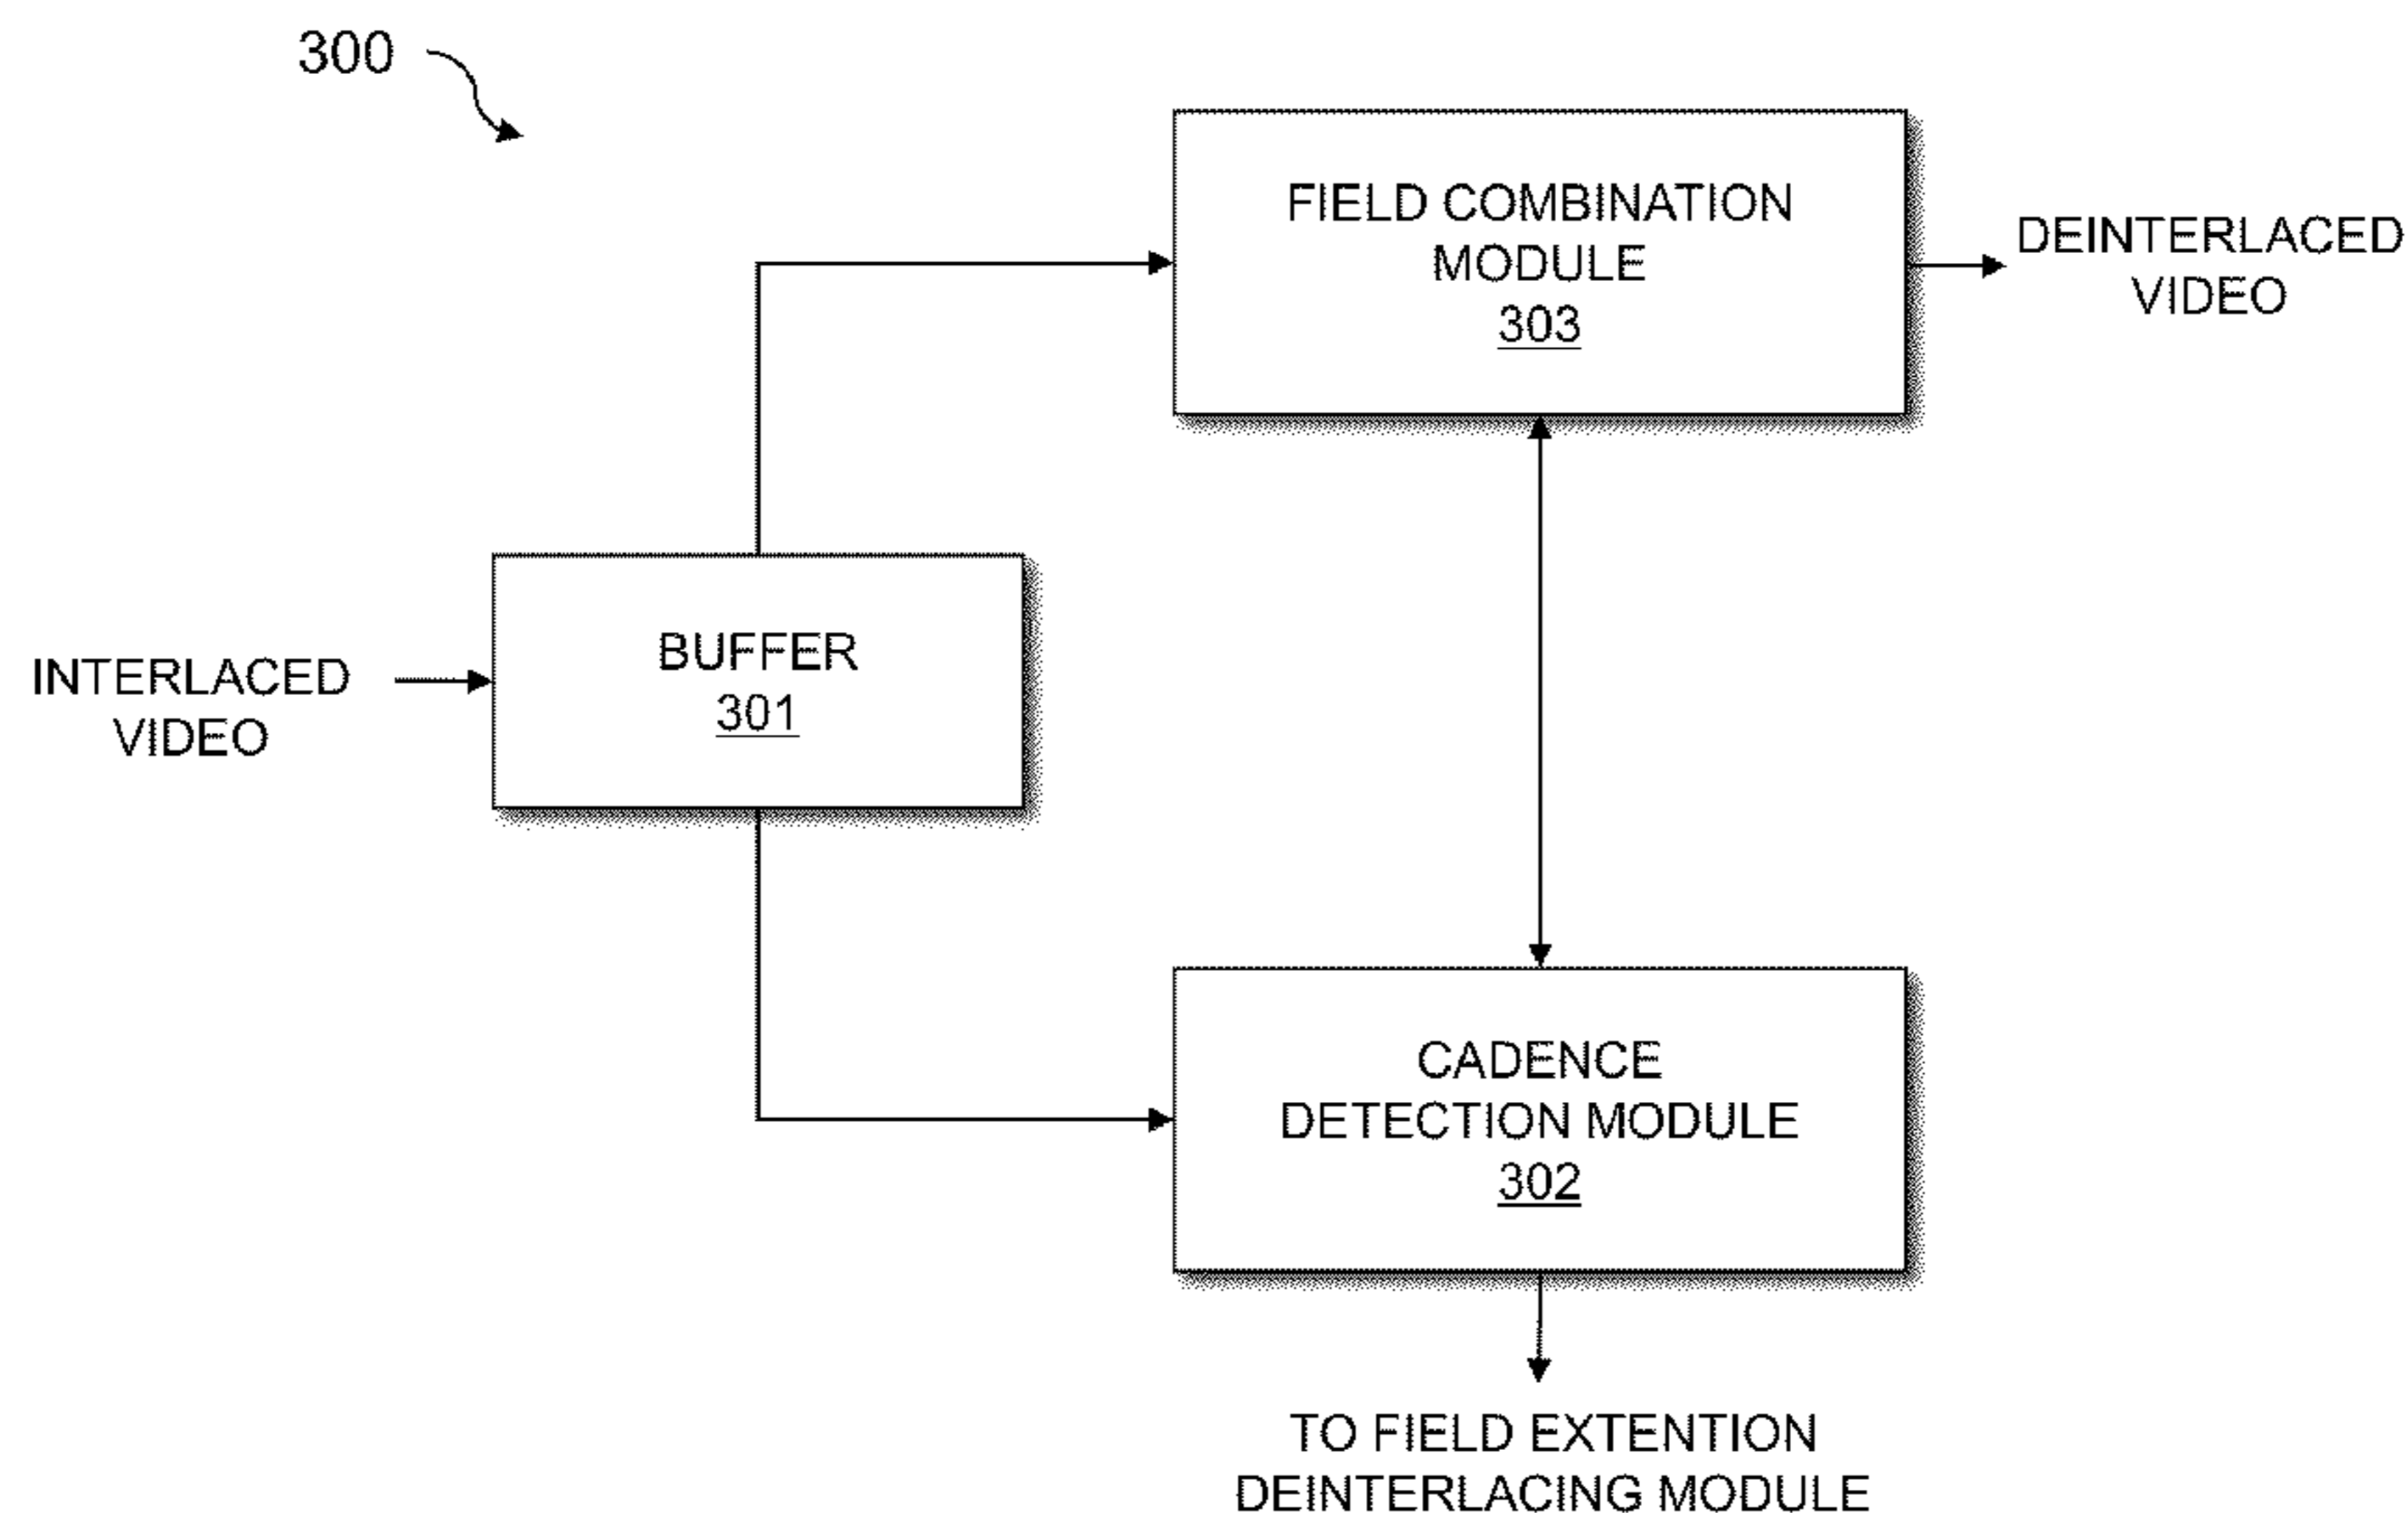 300
FIELD COMBINATION
MODULE
303
DEINTERLACED
VIDEO
BUFFER
301
INTERLACED
VIDEO
CADENCE
DETECTION MODULE
302
TO FIELD EXTENTION
DEINTERLACING MODULE